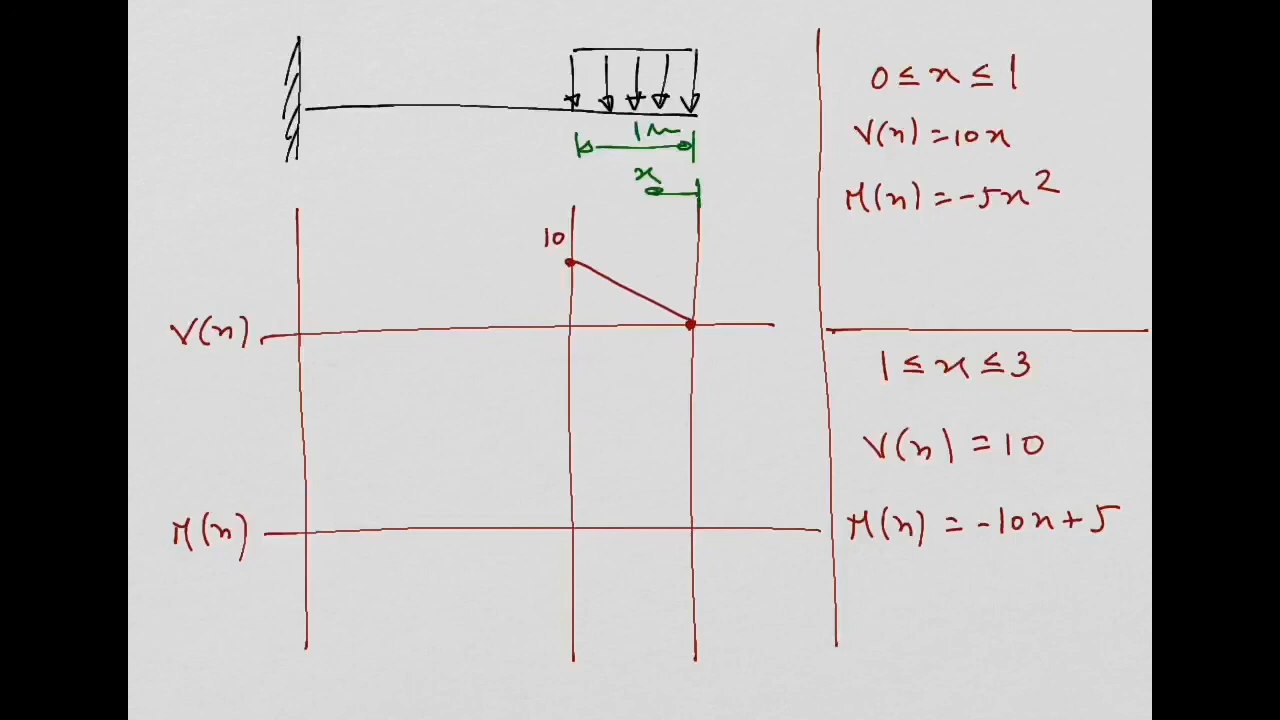 1m
x
10
V(x)
M(x)
0 ≤ x ≤ 1
V(x) = 10x
M(x) = -5x²
1 ≤ x ≤ 3
V(x) = 10
M(x) = -10x + 5